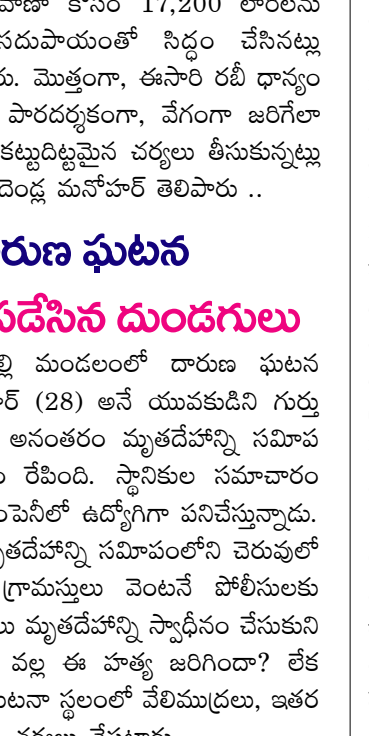 కోసం 17,200 లారీలను
సదుపాయంతో సిద్ధం చేసినట్లు
రు. మొత్తంగా, ఈసారి రబీ ధాన్యం
పారదర్శకంగా, వేగంగా జరిగేలా
కట్టుదిట్టమైన చర్యలు తీసుకున్నట్లు
దెండ్ల మనోహర్ తెలిపారు ..
రుణ ఘటన
పడేసిన దుండగులు
ల్లి మండలంలో దారుణ ఘటన
ార్ (28) అనే యువకుడిని గుర్తు
అనంతరం మృతదేహాన్ని సమీప
ం రేపింది. స్థానికుల సమాచారం
ంపెనీలో ఉద్యోగిగా పనిచేస్తున్నాడు.
ృతదేహాన్ని సమీపంలోని చెరువులో
గ్రామస్తులు వెంటనే పోలీసులకు
లు మృతదేహాన్ని స్వాధీనం చేసుకుని
వల్ల ఈ హత్య జరిగిందా? లేక
ఘటనా స్థలంలో వేలిముద్రలు, ఇతర